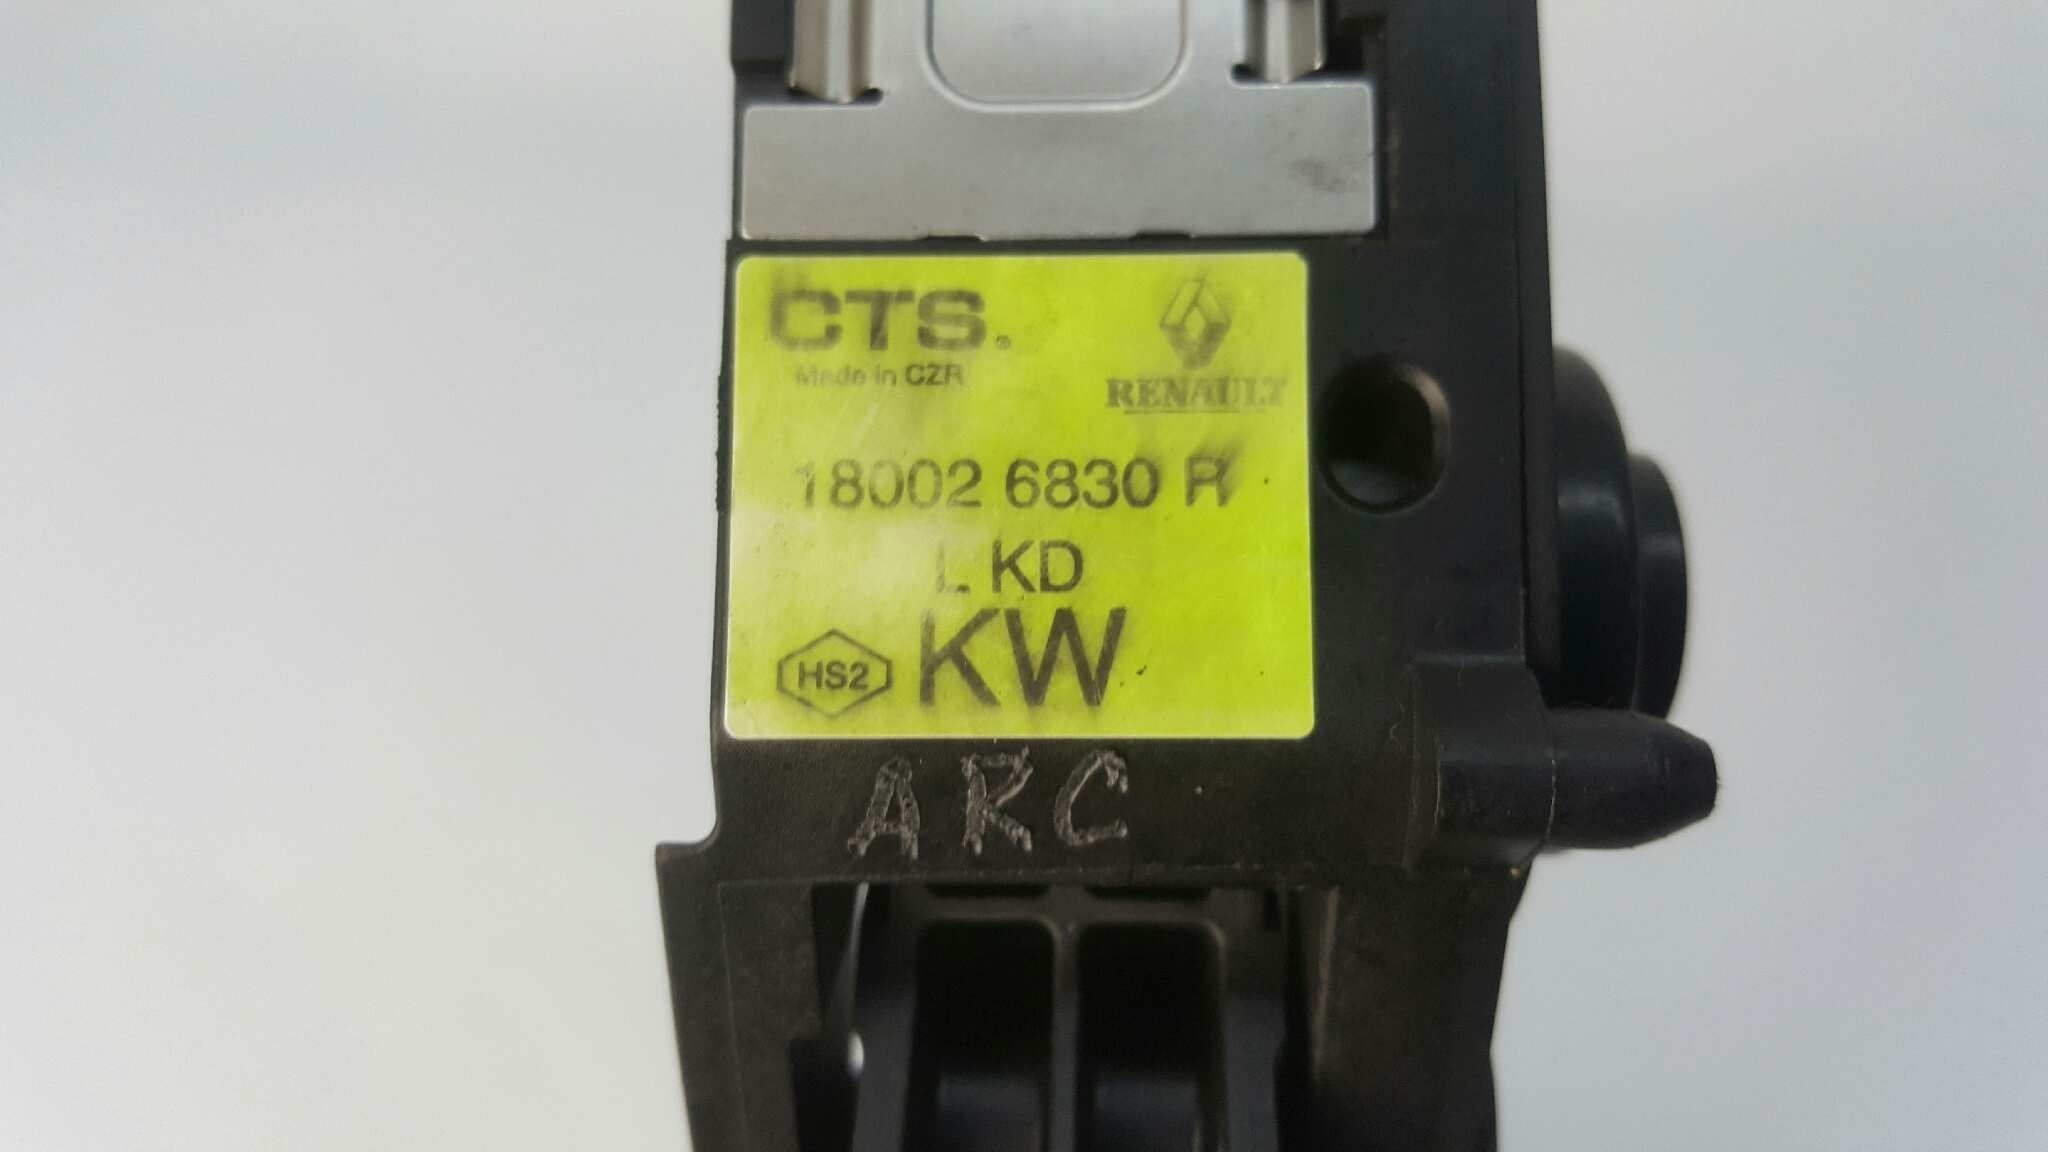 CTS.
Made in CZR
RENAULT
18002 6830 R
L KD
HS2 KW
ARC